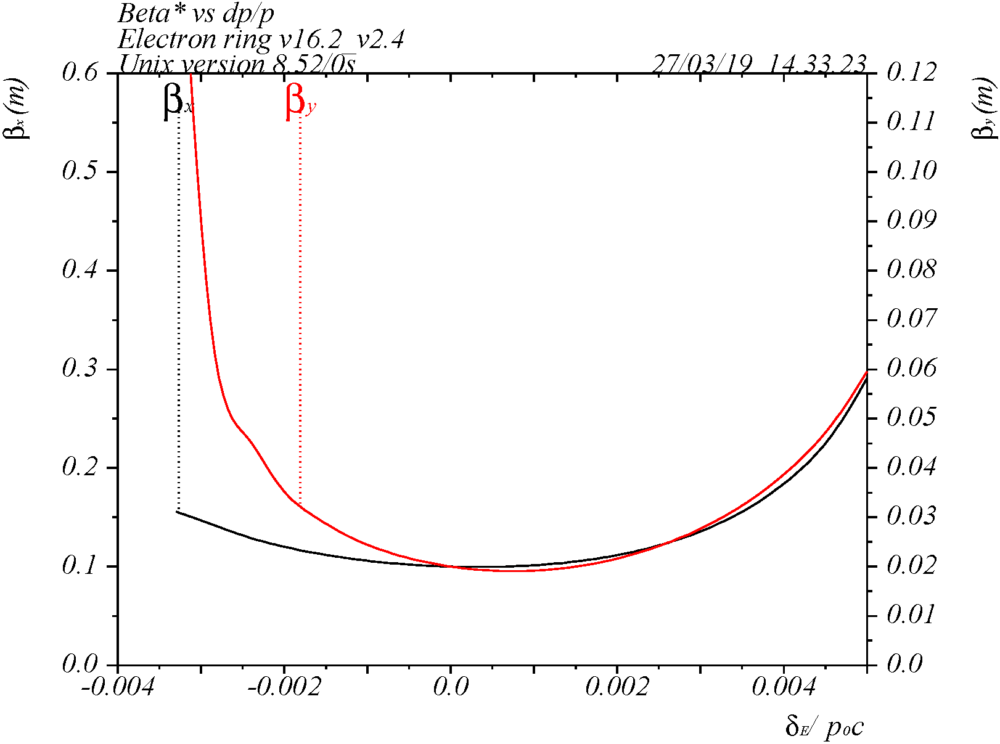 Beta* vs dp/p
Electron ring v16.2_v2.4
Unix version 8.52/0s 27/03/19 14.33.23
βx (m)
βy (m)
βx
βy
0.6
0.5
0.4
0.3
0.2
0.1
0.0
0.12
0.11
0.10
0.09
0.08
0.07
0.06
0.05
0.04
0.03
0.02
0.01
0.0
-0.004 -0.002 0.0 0.002 0.004
δE/ p0c